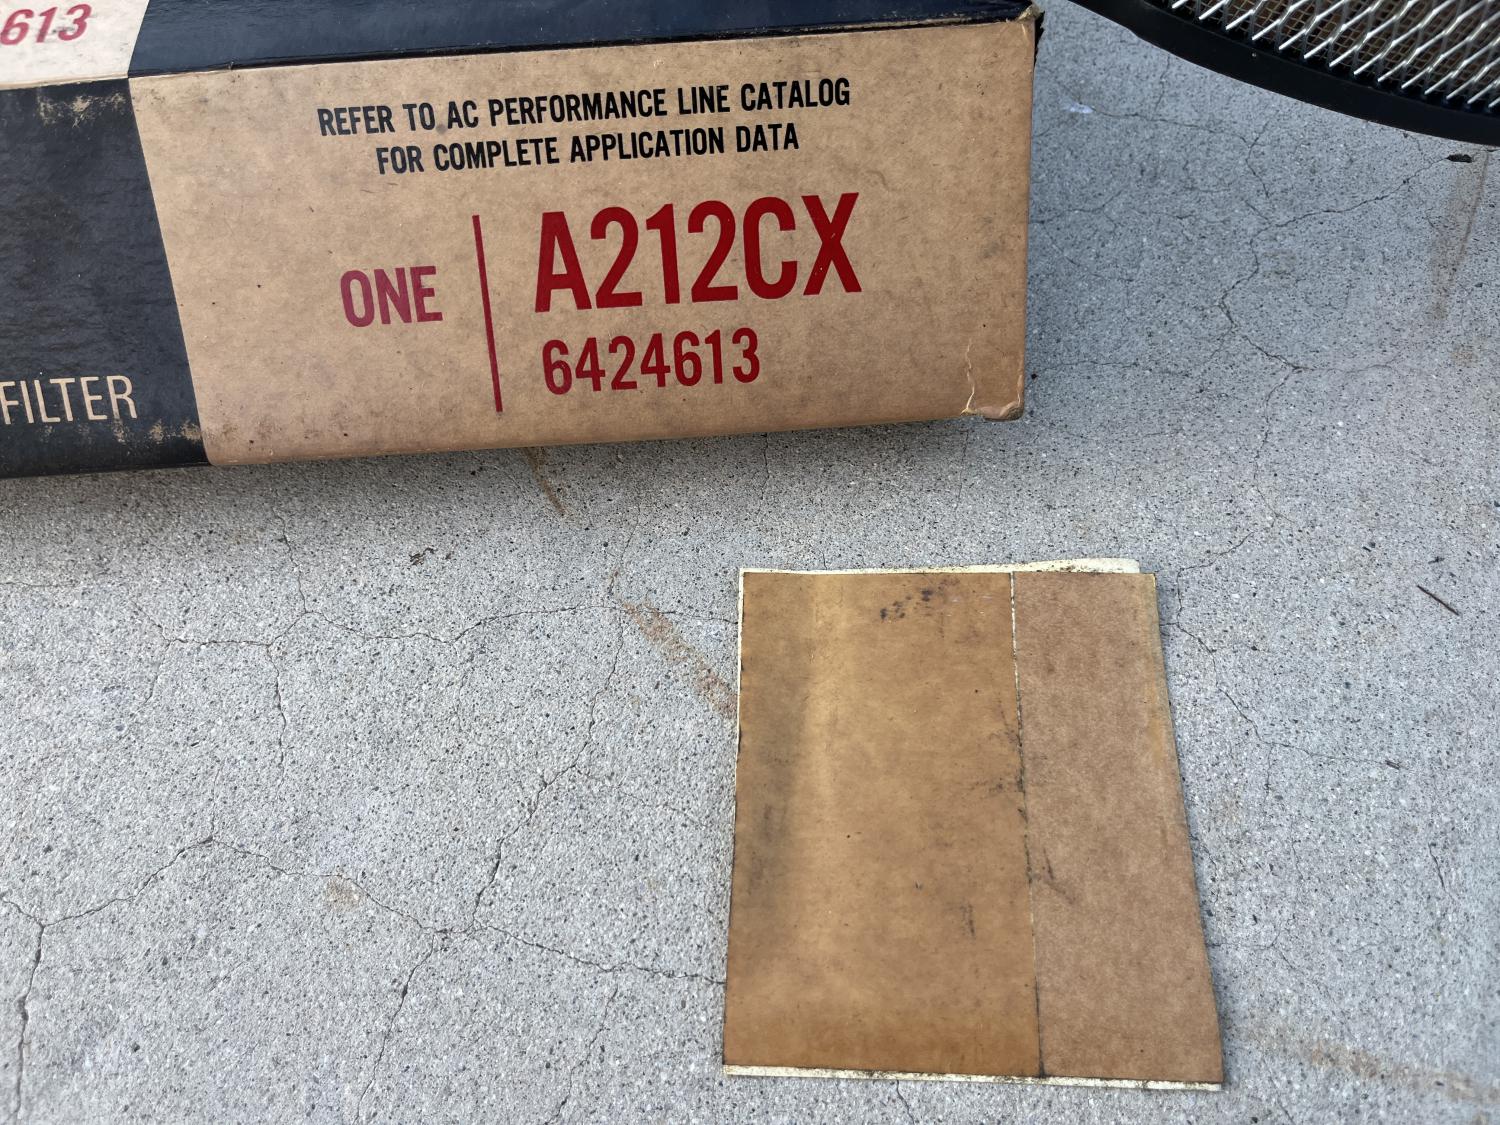 613
REFER TO AC PERFORMANCE LINE CATALOG
FOR COMPLETE APPLICATION DATA
ONE
A212CX
6424613
FILTER